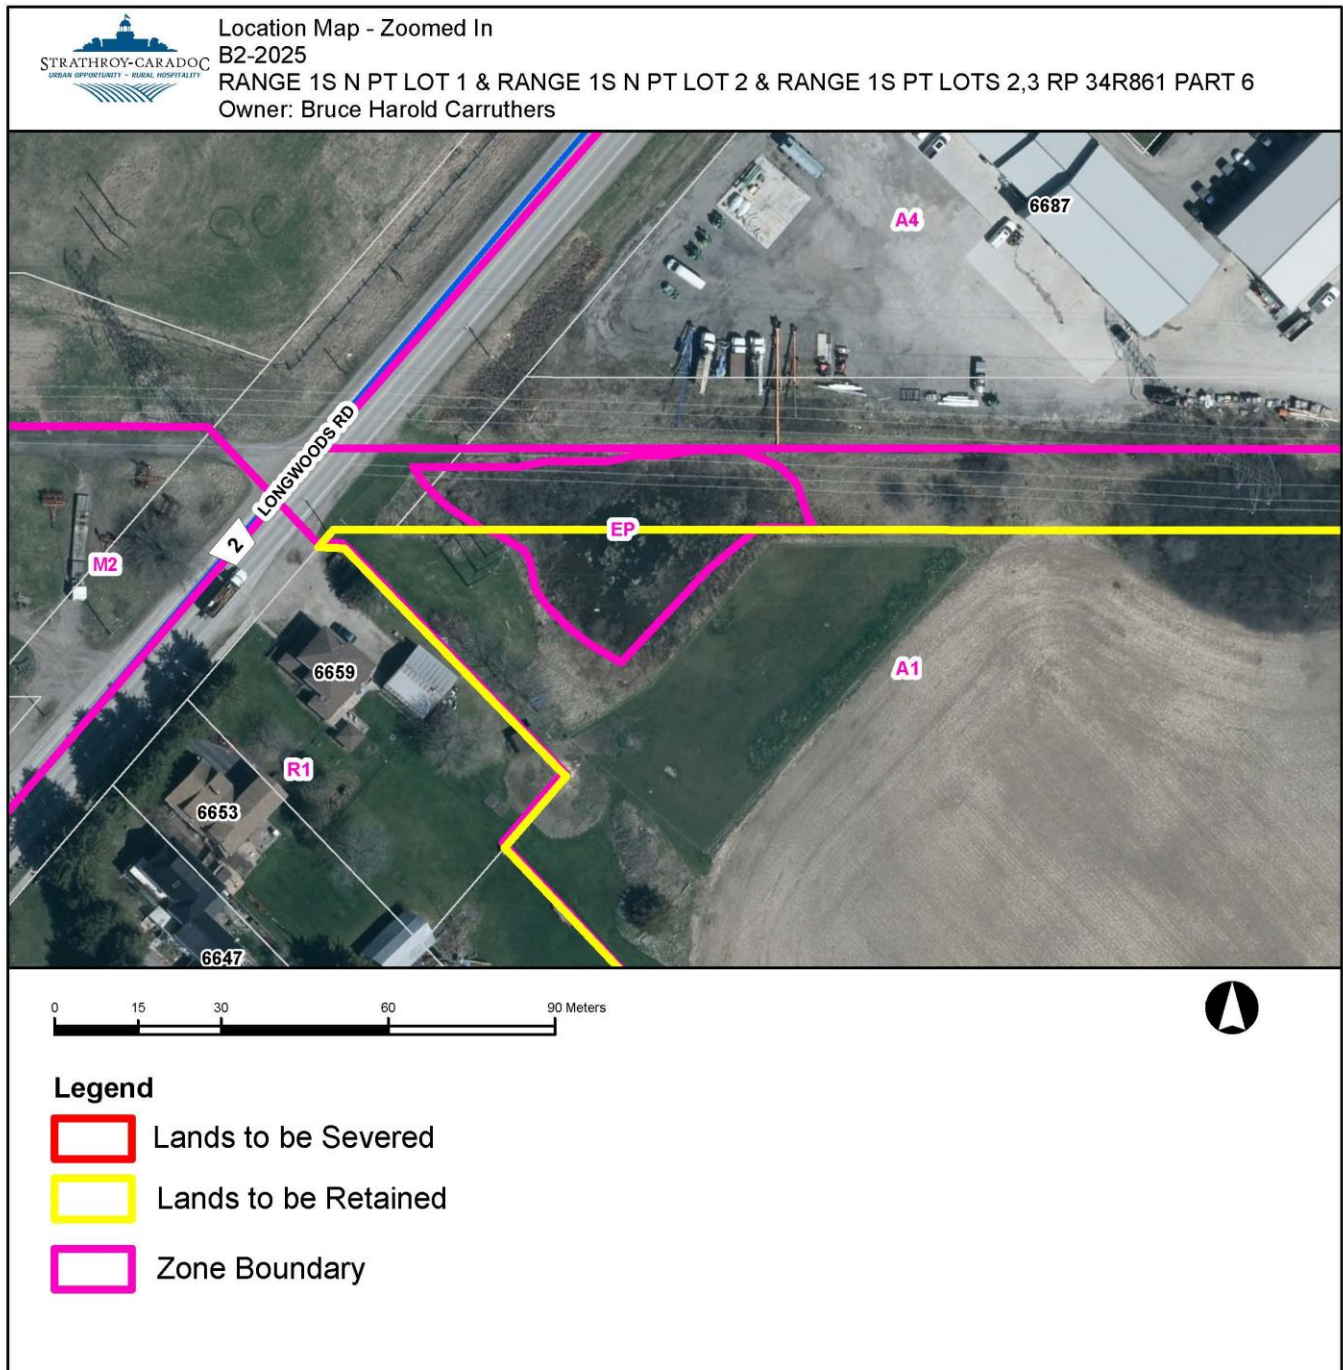 STRATHROY-CARADOC
URBAN OPPORTUNITY - RURAL HOSPITALITY
Location Map - Zoomed In
B2-2025
RANGE 1S N PT LOT 1 & RANGE 1S N PT LOT 2 & RANGE 1S PT LOTS 2,3 RP 34R861 PART 6
Owner: Bruce Harold Carruthers
6687
A4
LONGWOODS RD
2
EP
M2
A1
6659
R1
6653
6647
0 15 30 60 90 Meters
Legend
Lands to be Severed
Lands to be Retained
Zone Boundary